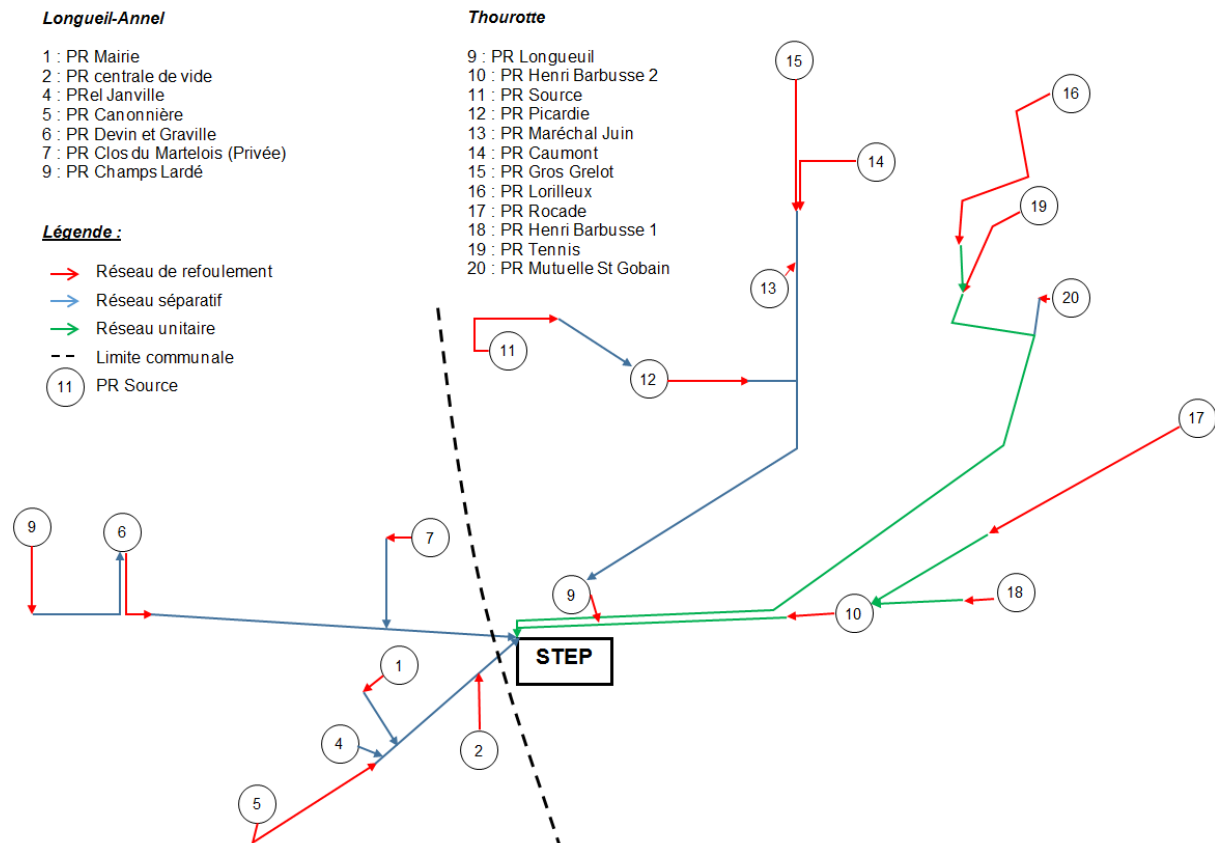 Longueil-Annel
1 : PR Mairie
2 : PR centrale de vide
4 : PRel Janville
5 : PR Canonnière
6 : PR Devin et Graville
7 : PR Clos du Martelois (Privée)
9 : PR Champs Lardé
Légende :
Réseau de refoulement
Réseau séparatif
Réseau unitaire
Limite communale
11 PR Source
Thourotte
9 : PR Longueuil
10 : PR Henri Barbusse 2
11 : PR Source
12 : PR Picardie
13 : PR Maréchal Juin
14 : PR Caumont
15 : PR Gros Grelot
16 : PR Lorilleux
17 : PR Rocade
18 : PR Henri Barbusse 1
19 : PR Tennis
20 : PR Mutuelle St Gobain
15
16
14
19
13
20
11
12
17
9
6
7
9
18
10
STEP
1
4
2
5